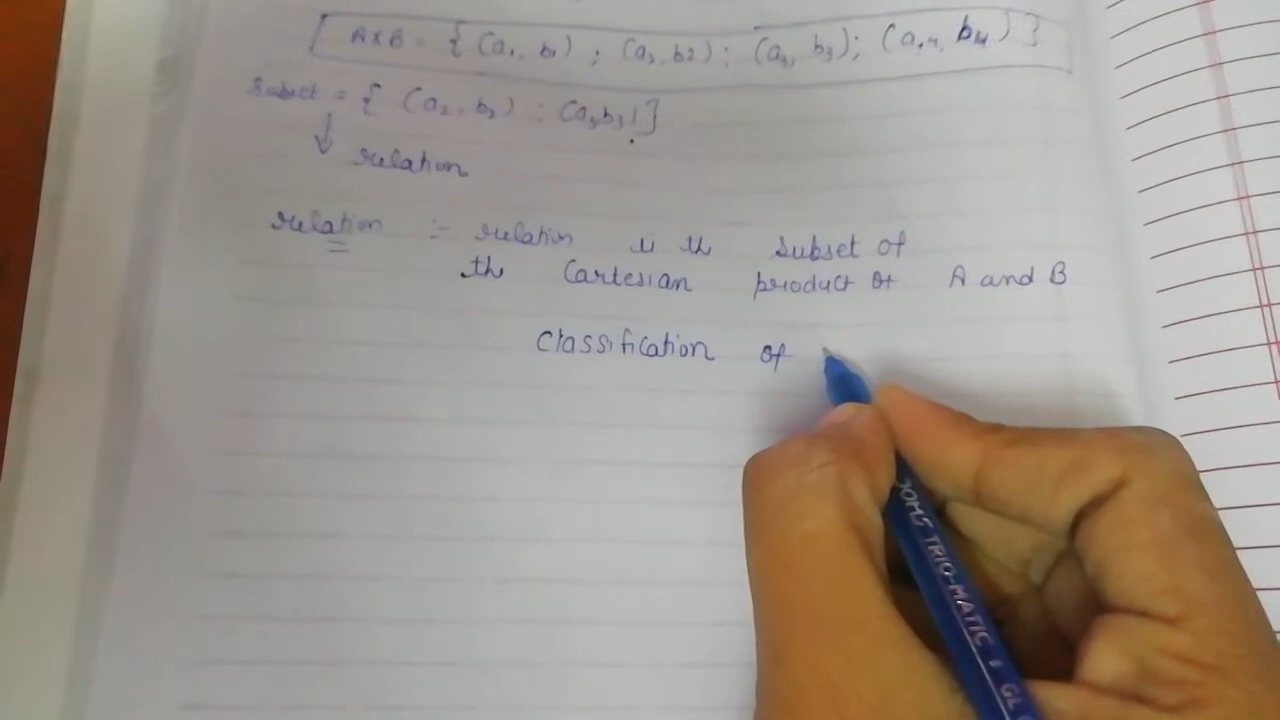 A×B = { (a1, b1) ; (a2, b2) ; (a3, b3) ; (a4, b4) }
Subset = { (a2, b2) ; (a3 b3) }
↓ relation
relation :- relation is the subset of
the Cartesian product of A and B
Classification of
DOMS TRIO-MATIC